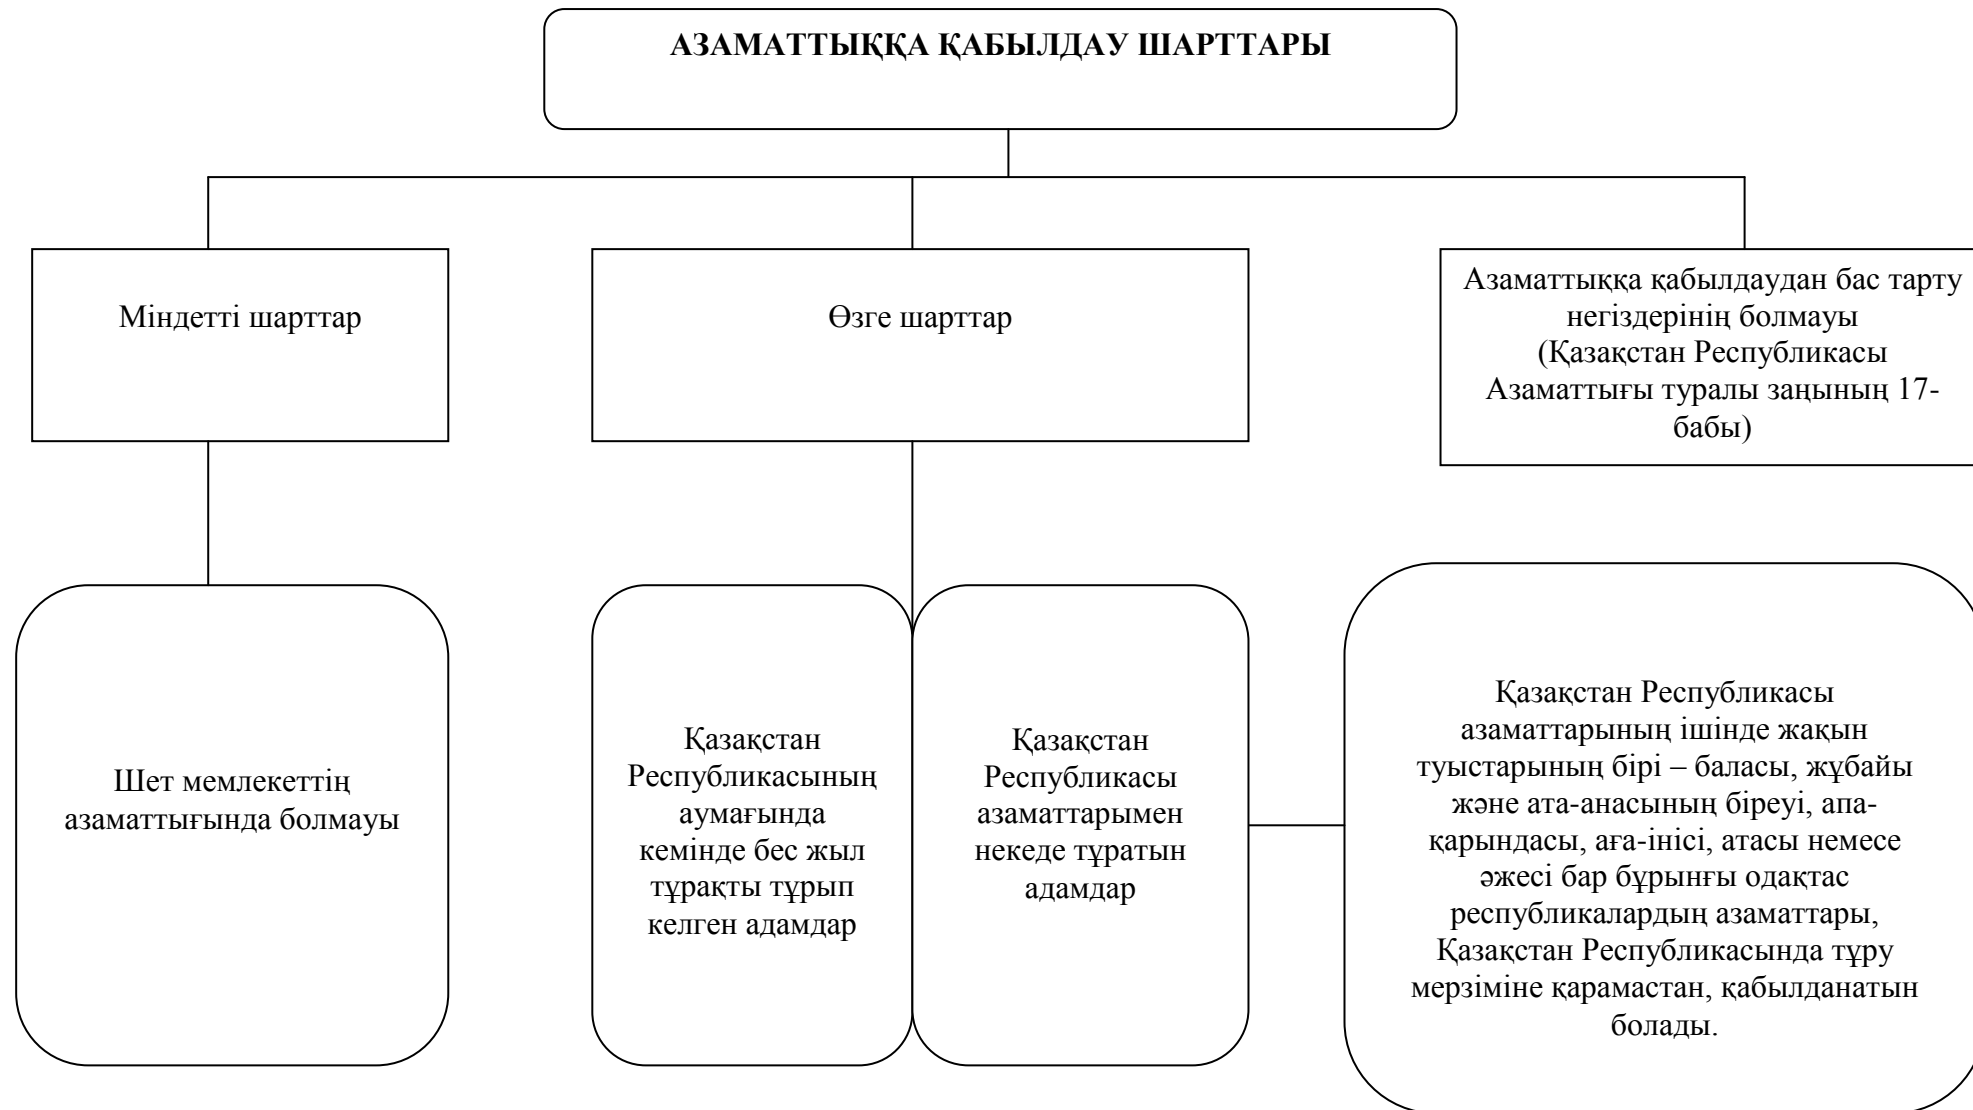 АЗАМАТТЫҚҚА ҚАБЫЛДАУ ШАРТТАРЫ
Міндетті шарттар
Өзге шарттар
Азаматтыққа қабылдаудан бас тарту
негіздерінің болмауы
(Қазақстан Республикасы
Азаматтығы туралы заңының 17-
бабы)
Шет мемлекеттің
азаматтығында болмауы
Қазақстан
Республикасының
аумағында
кемінде бес жыл
тұрақты тұрып
келген адамдар
Қазақстан
Республикасы
азаматтарымен
некеде тұратын
адамдар
Қазақстан Республикасы
азаматтарының ішінде жақын
туыстарының бірі – баласы, жұбайы
және ата-анасының біреуі, апа-
қарындасы, аға-інісі, атасы немесе
әжесі бар бұрынғы одақтас
республикалардың азаматтары,
Қазақстан Республикасында тұру
мерзіміне қарамастан, қабылданатын
болады.